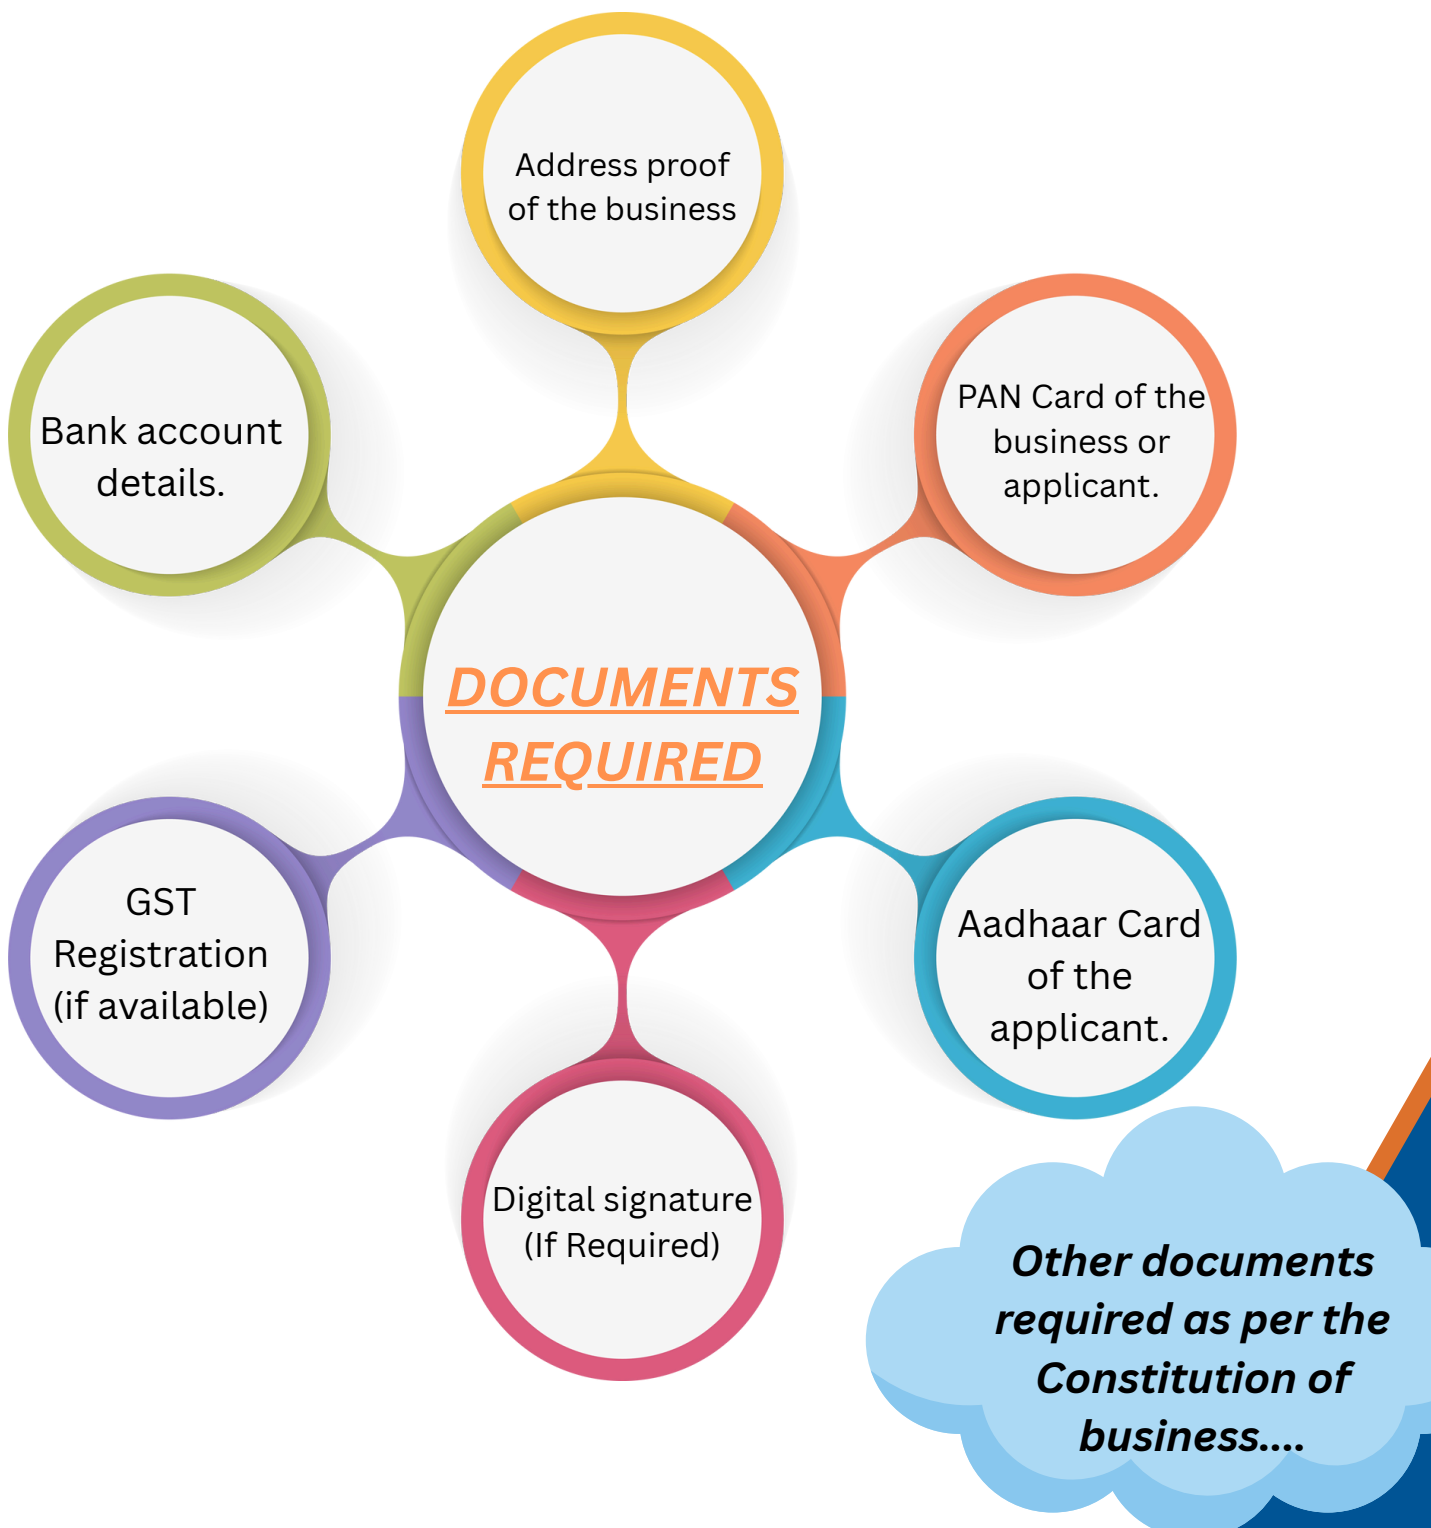 Address proof
of the business
PAN Card of the
business or
applicant.
Bank account
details.
DOCUMENTS
REQUIRED
GST
Registration
(if available)
Aadhaar Card
of the
applicant.
Digital signature
(If Required)
Other documents
required as per the
Constitution of
business....